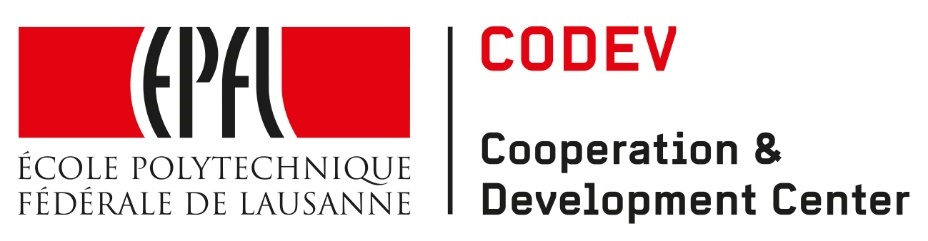 EPFL
ÉCOLE POLYTECHNIQUE
FÉDÉRALE DE LAUSANNE
CODEV
Cooperation &
Development Center